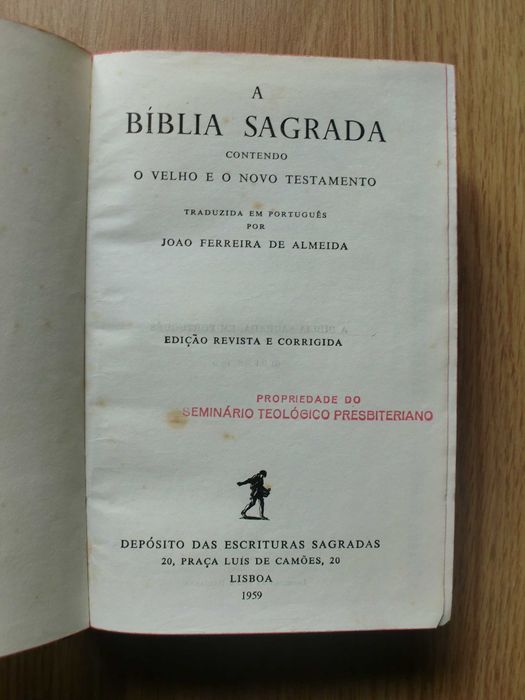 A
BÍBLIA SAGRADA
CONTENDO
O VELHO E O NOVO TESTAMENTO
TRADUZIDA EM PORTUGUÊS
POR
JOAO FERREIRA DE ALMEIDA
EDIÇÃO REVISTA E CORRIGIDA
PROPRIEDADE DO
SEMINÁRIO TEOLÓGICO PRESBITERIANO
DEPÓSITO DAS ESCRITURAS SAGRADAS
20, PRAÇA LUIS DE CAMÕES, 20
LISBOA
1959